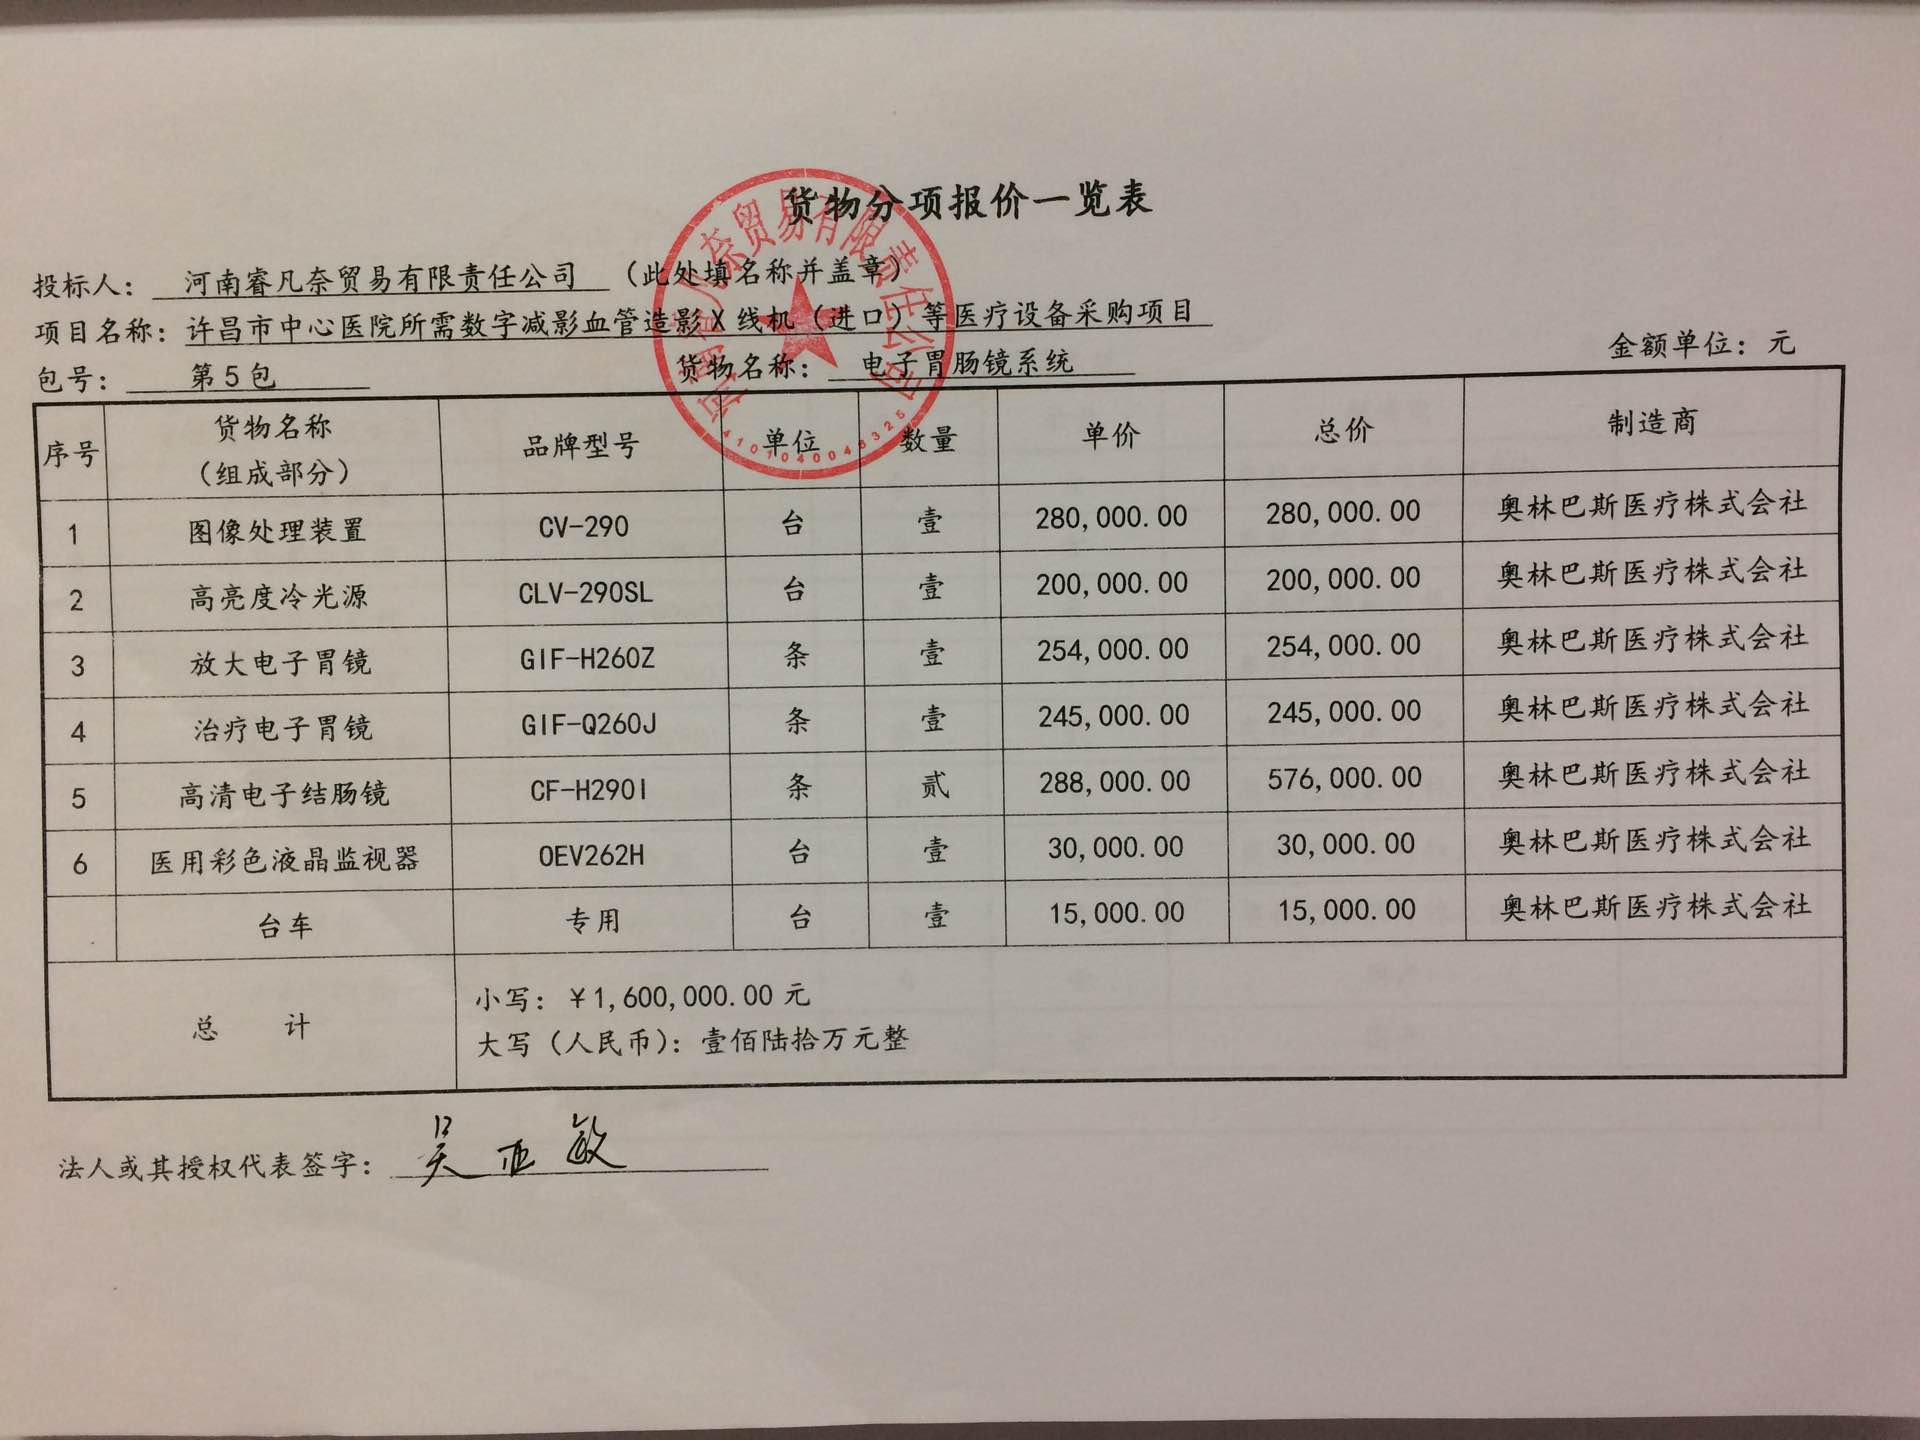 货物分项报价一览表
投标人： 河南睿凡奈贸易有限责任公司 （此处填名称并盖章）
项目名称：许昌市中心医院所需数字减影血管造影X线机（进口）等医疗设备采购项目
包号： 第5包 货物名称： 电子胃肠镜系统 金额单位：元
序号 货物名称（组成部分） 品牌型号 单位 数量 单价 总价 制造商
1 图像处理装置 CV-290 台 壹 280,000.00 280,000.00 奥林巴斯医疗株式会社
2 高亮度冷光源 CLV-290SL 台 壹 200,000.00 200,000.00 奥林巴斯医疗株式会社
3 放大电子胃镜 GIF-H260Z 条 壹 254,000.00 254,000.00 奥林巴斯医疗株式会社
4 治疗电子胃镜 GIF-Q260J 条 壹 245,000.00 245,000.00 奥林巴斯医疗株式会社
5 高清电子结肠镜 CF-H290I 条 贰 288,000.00 576,000.00 奥林巴斯医疗株式会社
6 医用彩色液晶监视器 OEV262H 台 壹 30,000.00 30,000.00 奥林巴斯医疗株式会社
台车 专用 台 壹 15,000.00 15,000.00 奥林巴斯医疗株式会社
总 计 小写：￥1,600,000.00 元
大写（人民币）：壹佰陆拾万元整
法人或其授权代表签字： 吴亚敏
河南睿凡奈贸易有限责任公司